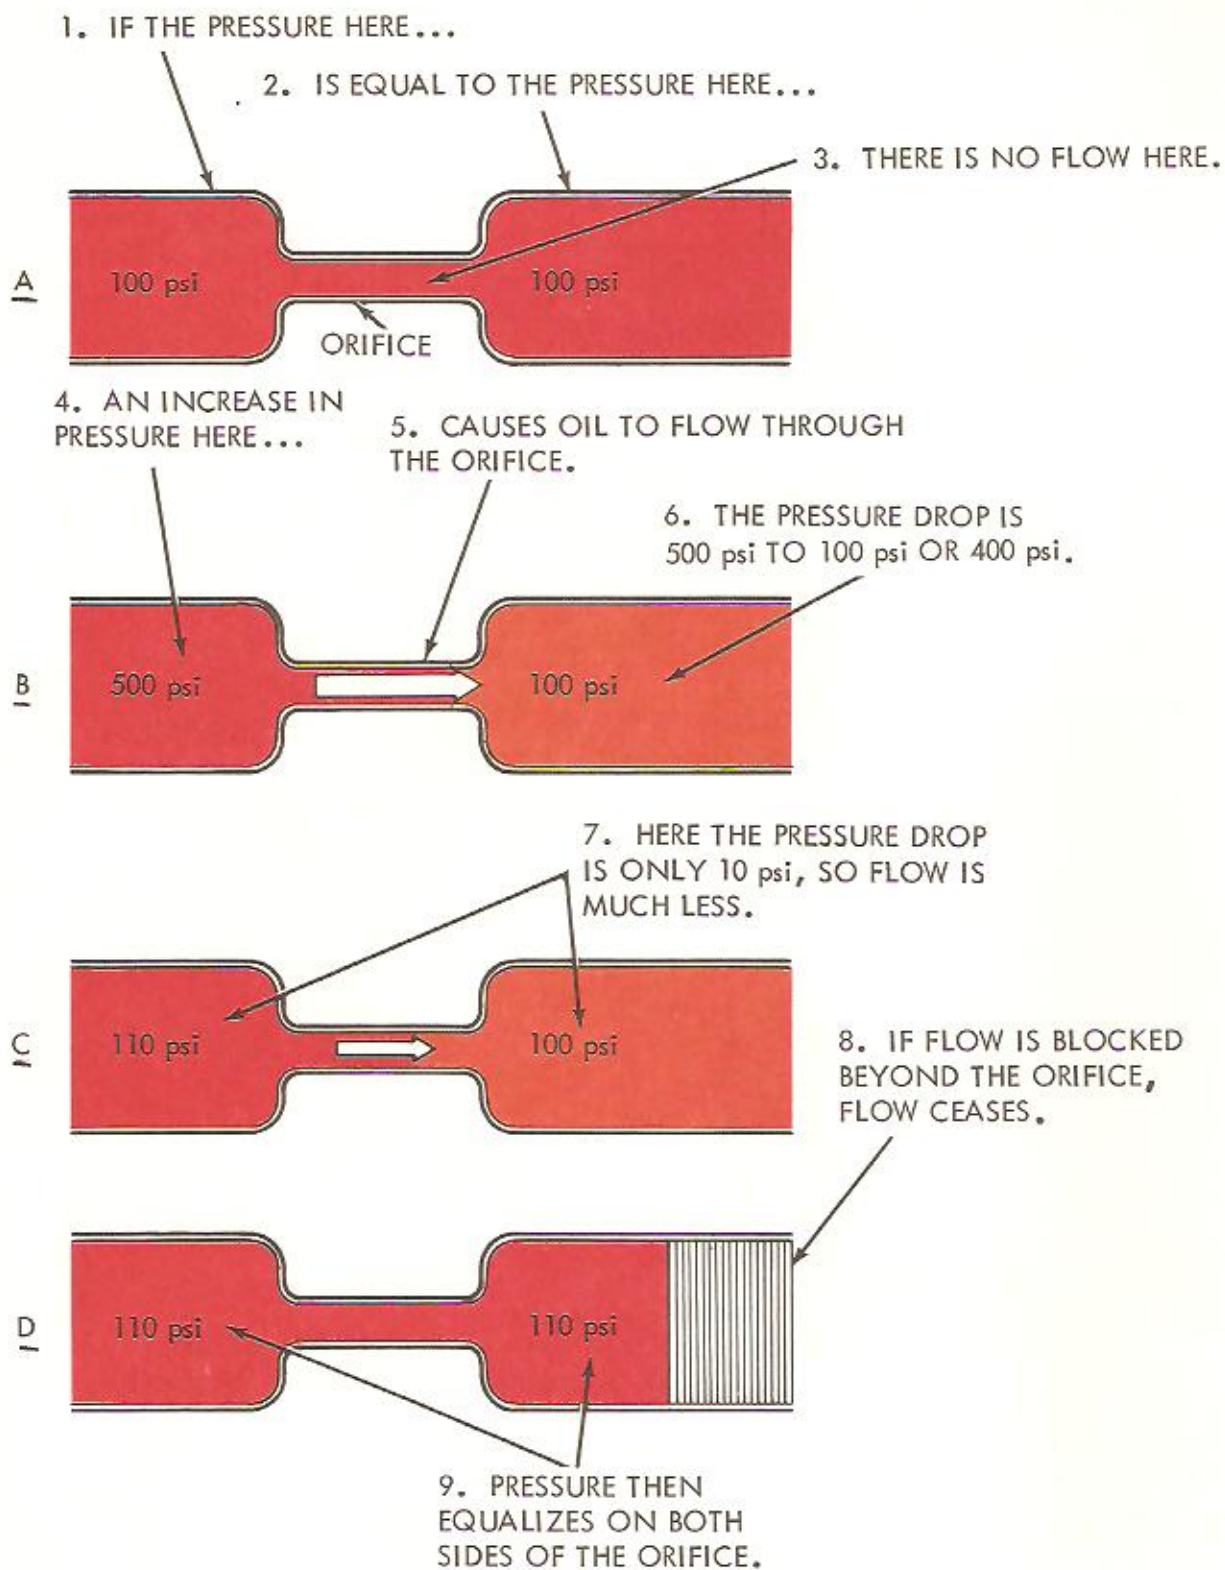 1. IF THE PRESSURE HERE...
2. IS EQUAL TO THE PRESSURE HERE...
3. THERE IS NO FLOW HERE.
A
100 psi
100 psi
ORIFICE
4. AN INCREASE IN
PRESSURE HERE...
5. CAUSES OIL TO FLOW THROUGH
THE ORIFICE.
6. THE PRESSURE DROP IS
500 psi TO 100 psi OR 400 psi.
B
500 psi
100 psi
7. HERE THE PRESSURE DROP
IS ONLY 10 psi, SO FLOW IS
MUCH LESS.
C
110 psi
100 psi
8. IF FLOW IS BLOCKED
BEYOND THE ORIFICE,
FLOW CEASES.
D
110 psi
110 psi
9. PRESSURE THEN
EQUALIZES ON BOTH
SIDES OF THE ORIFICE.